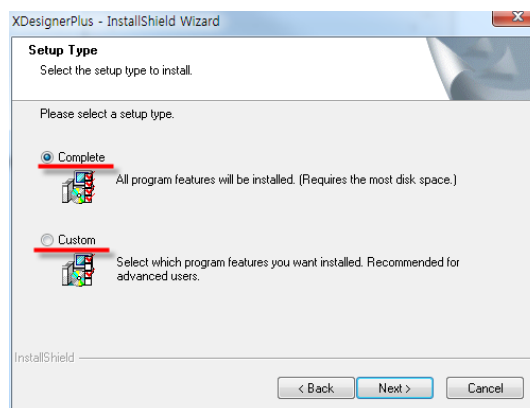 XDesignerPlus - InstallShield Wizard
Setup Type
Select the setup type to install.
Please select a setup type.
Complete
All program features will be installed. (Requires the most disk space.)
Custom
Select which program features you want installed. Recommended for
advanced users.
InstallShield
< Back
Next >
Cancel